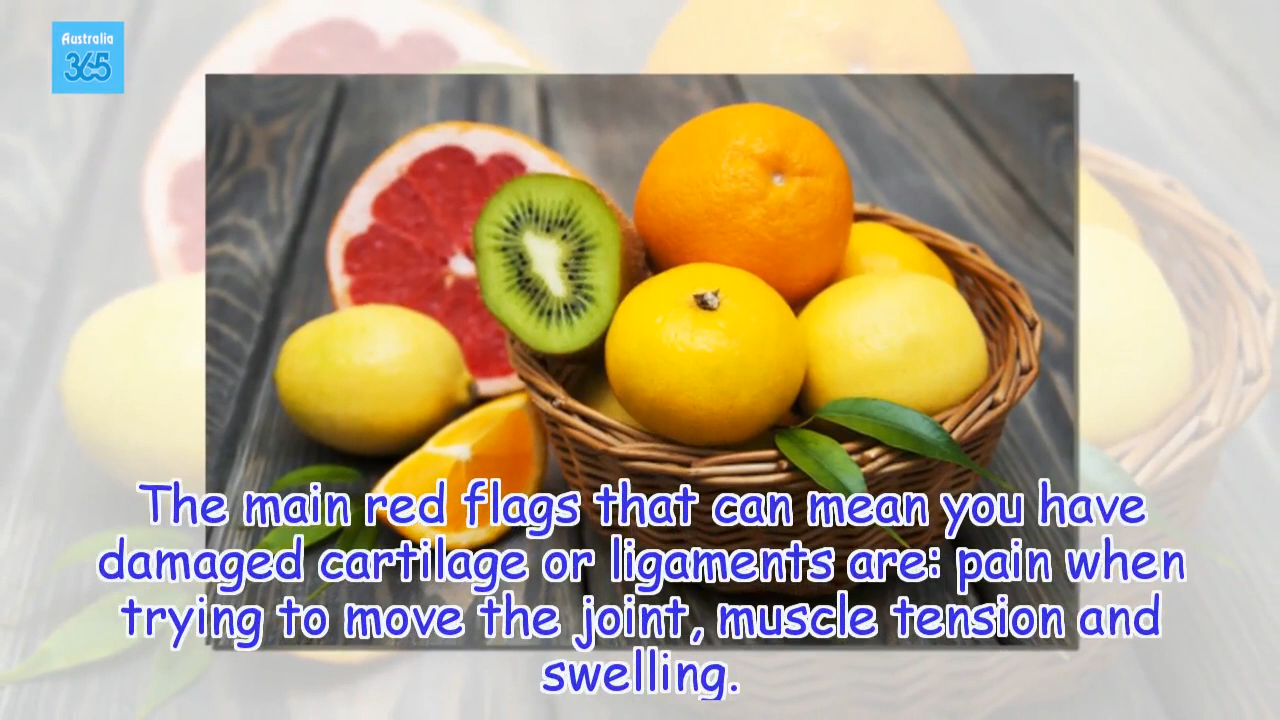 Australia
365
The main red flags that can mean you have
damaged cartilage or ligaments are: pain when
trying to move the joint, muscle tension and
swelling.